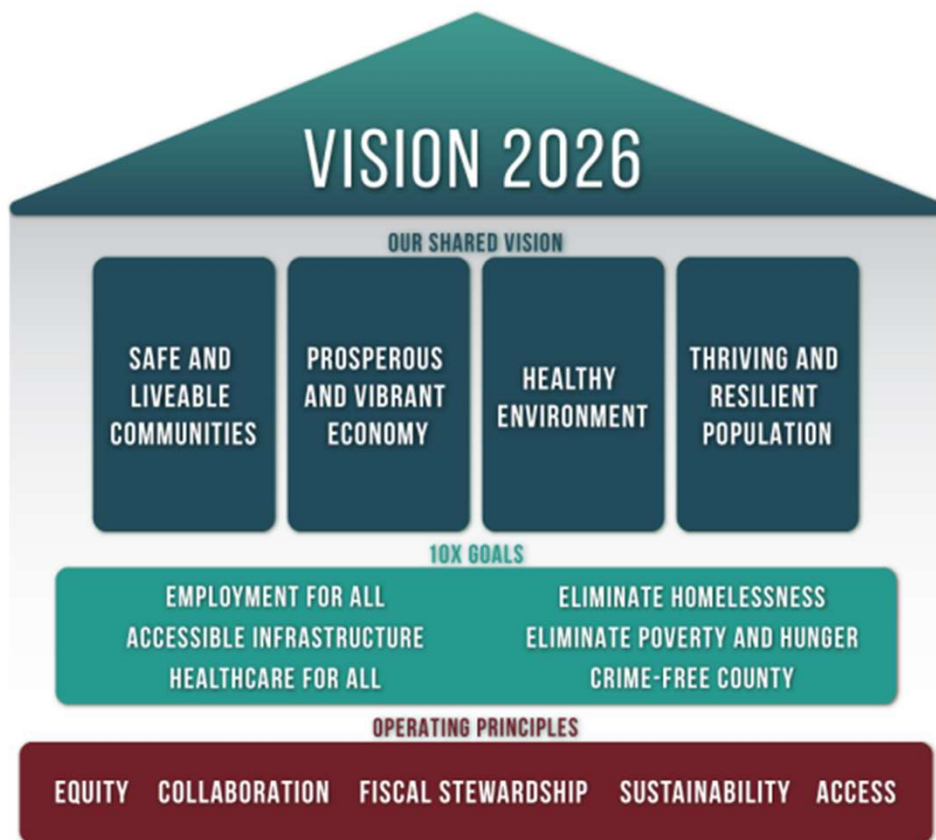 VISION 2026
OUR SHARED VISION
SAFE AND
LIVEABLE
COMMUNITIES
PROSPEROUS
AND VIBRANT
ECONOMY
HEALTHY
ENVIRONMENT
THRIVING AND
RESILIENT
POPULATION
10X GOALS
EMPLOYMENT FOR ALL
ACCESSIBLE INFRASTRUCTURE
HEALTHCARE FOR ALL
ELIMINATE HOMELESSNESS
ELIMINATE POVERTY AND HUNGER
CRIME-FREE COUNTY
OPERATING PRINCIPLES
EQUITY COLLABORATION FISCAL STEWARDSHIP SUSTAINABILITY ACCESS